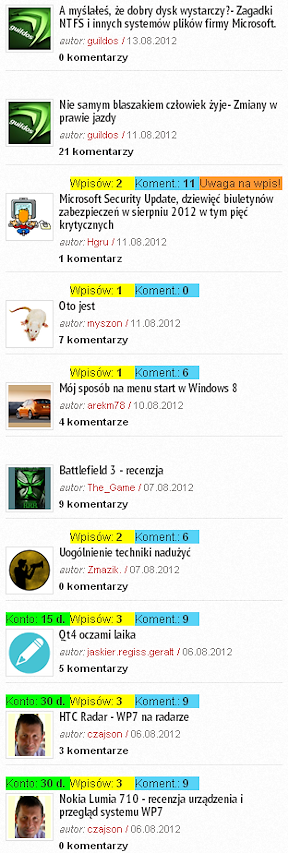 A myślałeś, że dobry dysk wystarczy?- Zagadki
NTFS i innych systemów plików firmy Microsoft.
autor: guildos / 13.08.2012
0 komentarzy
Nie samym blaszakiem człowiek żyje- Zmiany w
prawie jazdy
autor: guildos / 11.08.2012
21 komentarzy
Wpisów: 2 Koment.: 11 Uwaga na wpis!
Microsoft Security Update, dziewięć biuletynów
zabezpieczeń w sierpniu 2012 w tym pięć
krytycznych
autor: Hgru / 11.08.2012
1 komentarz
Wpisów: 1 Koment.: 0
Oto jest
autor: myszon / 11.08.2012
7 komentarzy
Wpisów: 1 Koment.: 6
Mój sposób na menu start w Windows 8
autor: arekm78 / 10.08.2012
4 komentarze
Battlefield 3 - recenzja
autor: The_Game / 07.08.2012
9 komentarzy
Wpisów: 2 Koment.: 6
Uogólnienie techniki nadużyć
autor: Zmazik. / 07.08.2012
0 komentarzy
Konto: 15 d. Wpisów: 3 Koment.: 9
Qt4 oczami laika
autor: jaskier.regiss.geralt / 06.08.2012
5 komentarzy
Konto: 30 d. Wpisów: 3 Koment.: 9
HTC Radar - WP7 na radarze
autor: czajson / 06.08.2012
3 komentarze
Konto: 30 d. Wpisów: 3 Koment.: 9
Nokia Lumia 710 - recenzja urządzenia i
przegląd systemu WP7
autor: czajson / 06.08.2012
0 komentarzy